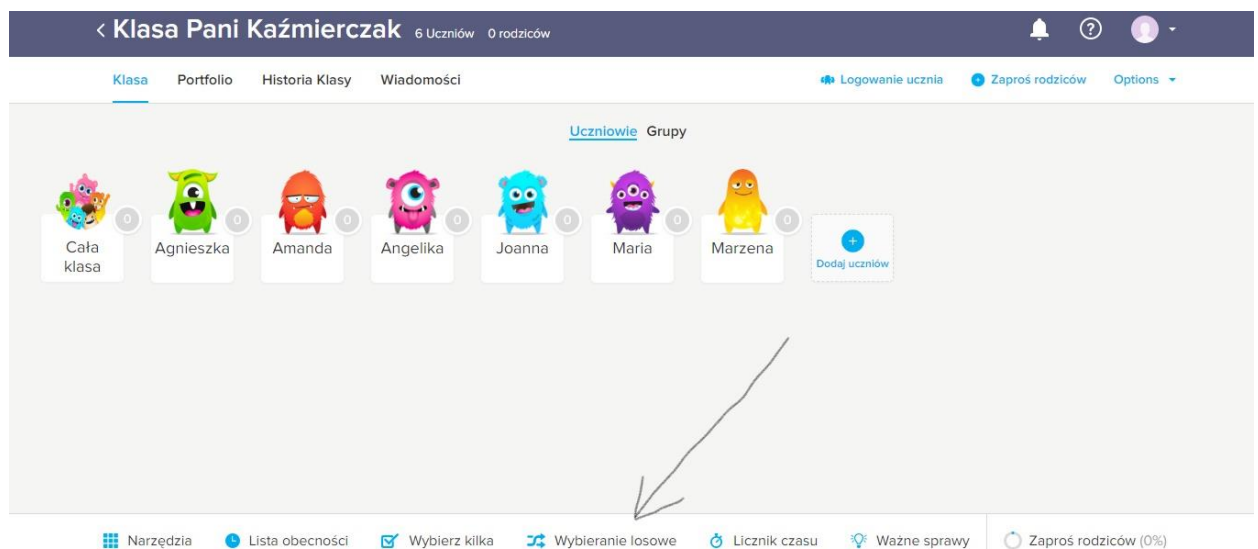 < Klasa Pani Kaźmierczak 6 Uczniów 0 rodziców
Klasa Portfolio Historia Klasy Wiadomości Logowanie ucznia Zaproś rodziców Options
Uczniowie Grupy
0 0 0 0 0 0 0
Cała klasa
Agnieszka
Amanda
Angelika
Joanna
Maria
Marzena
Dodaj uczniów
Narzędzia Lista obecności Wybierz kilka Wybieranie losowe Licznik czasu Ważne sprawy Zaproś rodziców (0%)